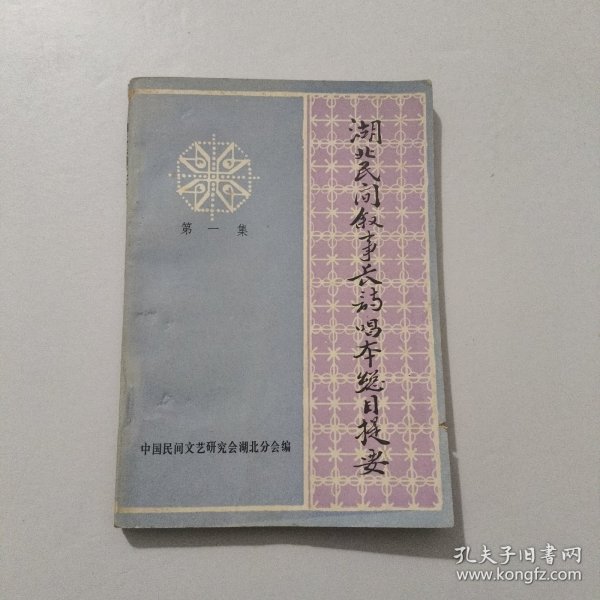 湖北民间叙事长詩唱本總目提要
第一集
中国民间文艺研究会湖北分会编
孔夫子旧书网
www.kongfz.com